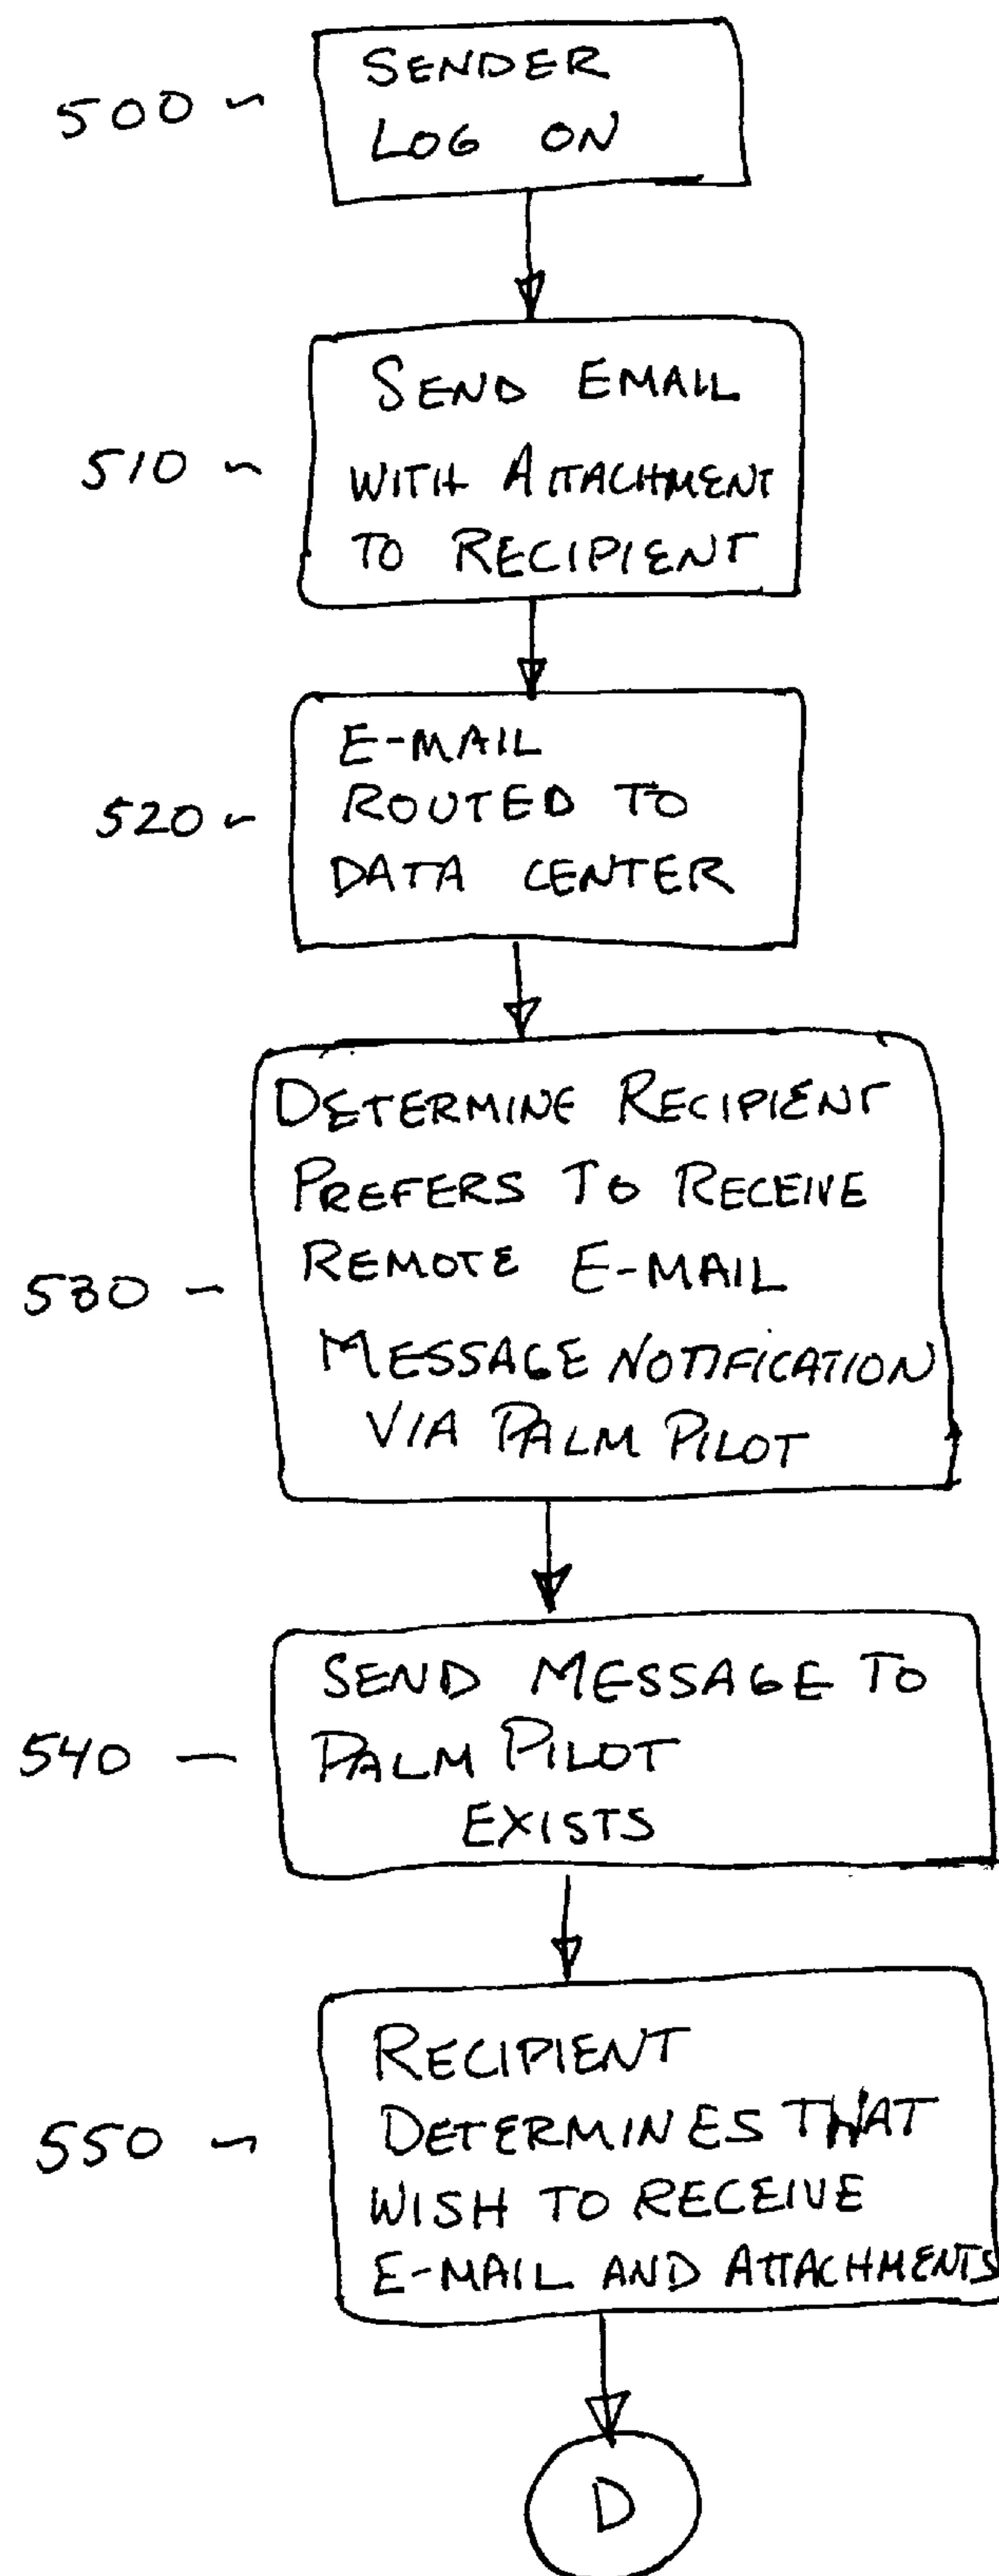 500
SENDER
LOG ON
510
SEND EMAIL
WITH ATTACHMENT
TO RECIPIENT
520
E-MAIL
ROUTED TO
DATA CENTER
530
DETERMINE RECIPIENT
PREFERS TO RECEIVE
REMOTE E-MAIL
MESSAGE NOTIFICATION
VIA PALM PILOT
540
SEND MESSAGE TO
PALM PILOT
EXISTS
550
RECIPIENT
DETERMINES THAT
WISH TO RECEIVE
E-MAIL AND ATTACHMENTS
D